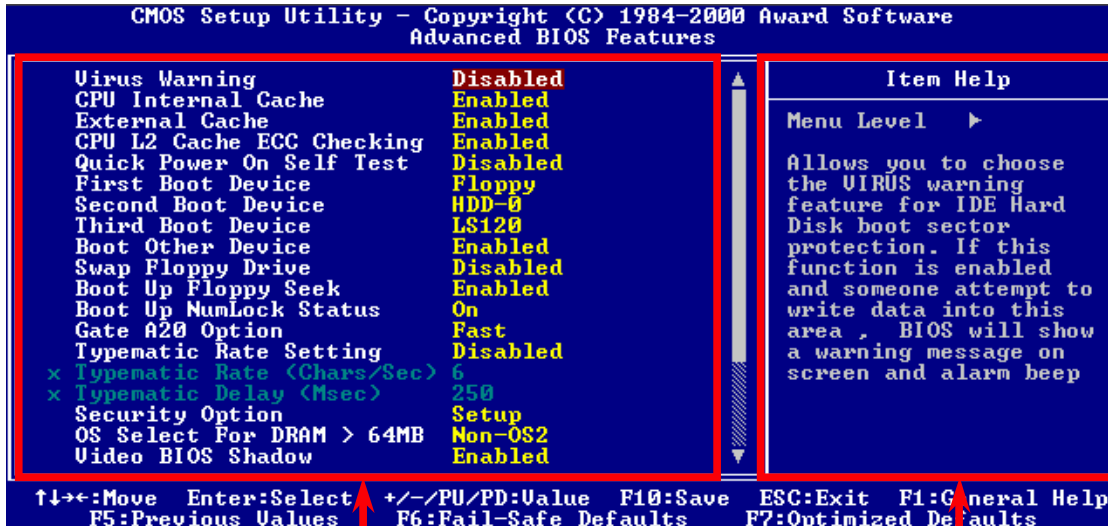 CMOS Setup Utility - Copyright (C) 1984-2000 Award Software
Advanced BIOS Features
Virus Warning Disabled
CPU Internal Cache Enabled
External Cache Enabled
CPU L2 Cache ECC Checking Enabled
Quick Power On Self Test Disabled
First Boot Device Floppy
Second Boot Device HDD-0
Third Boot Device LS120
Boot Other Device Enabled
Swap Floppy Drive Disabled
Boot Up Floppy Seek Enabled
Boot Up NumLock Status On
Gate A20 Option Fast
Typematic Rate Setting Disabled
x Typematic Rate (Chars/Sec) 6
x Typematic Delay (Msec) 250
Security Option Setup
OS Select For DRAM > 64MB Non-OS2
Video BIOS Shadow Enabled
Item Help
Menu Level ▶
Allows you to choose
the VIRUS warning
feature for IDE Hard
Disk boot sector
protection. If this
function is enabled
and someone attempt to
write data into this
area , BIOS will show
a warning message on
screen and alarm beep
↑↓→←:Move Enter:Select +/-/PU/PD:Value F10:Save ESC:Exit F1:General Help
F5:Previous Values F6:Fail-Safe Defaults F7:Optimized Defaults